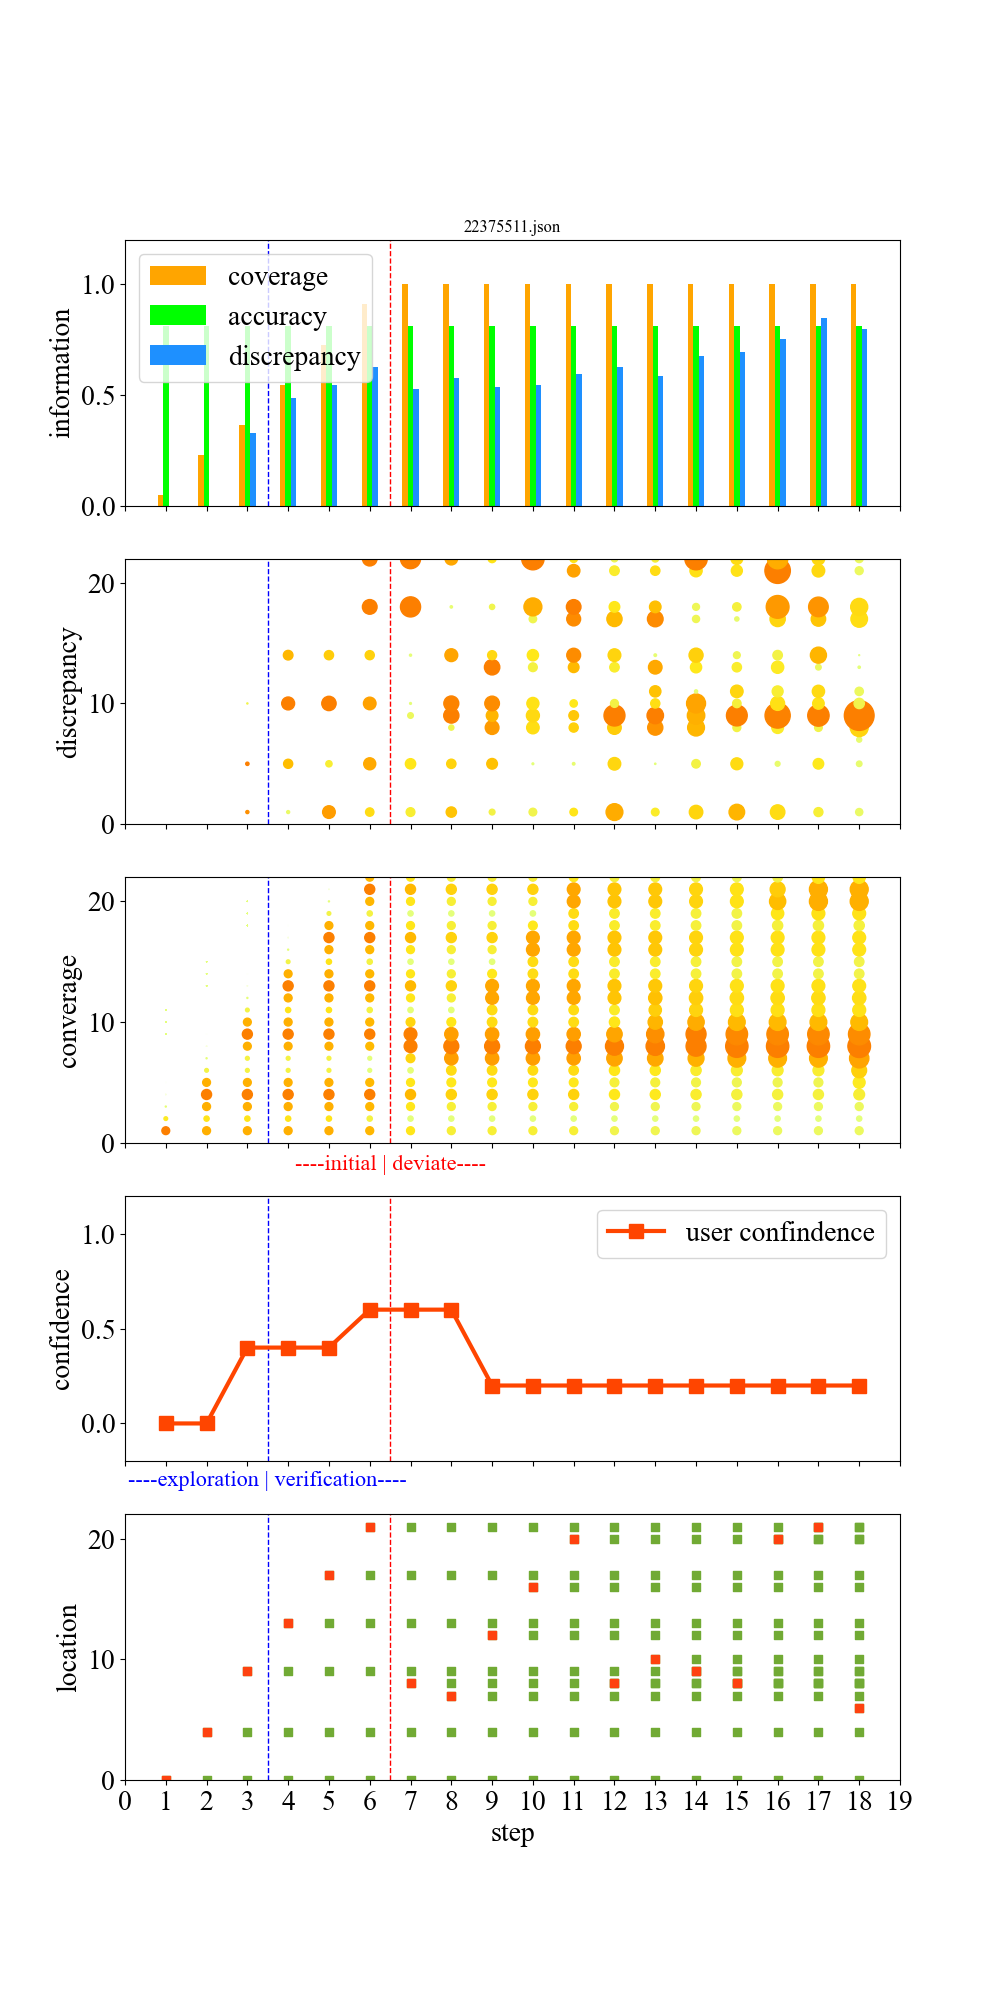 22375511.json
1.0
0.5
0.0
information
coverage
accuracy
discrepancy
20
10
0
discrepancy
20
10
0
converage
----initial | deviate----
1.0
0.5
0.0
confidence
user confindence
----exploration | verification----
20
10
0
location
0 1 2 3 4 5 6 7 8 9 10 11 12 13 14 15 16 17 18 19
step